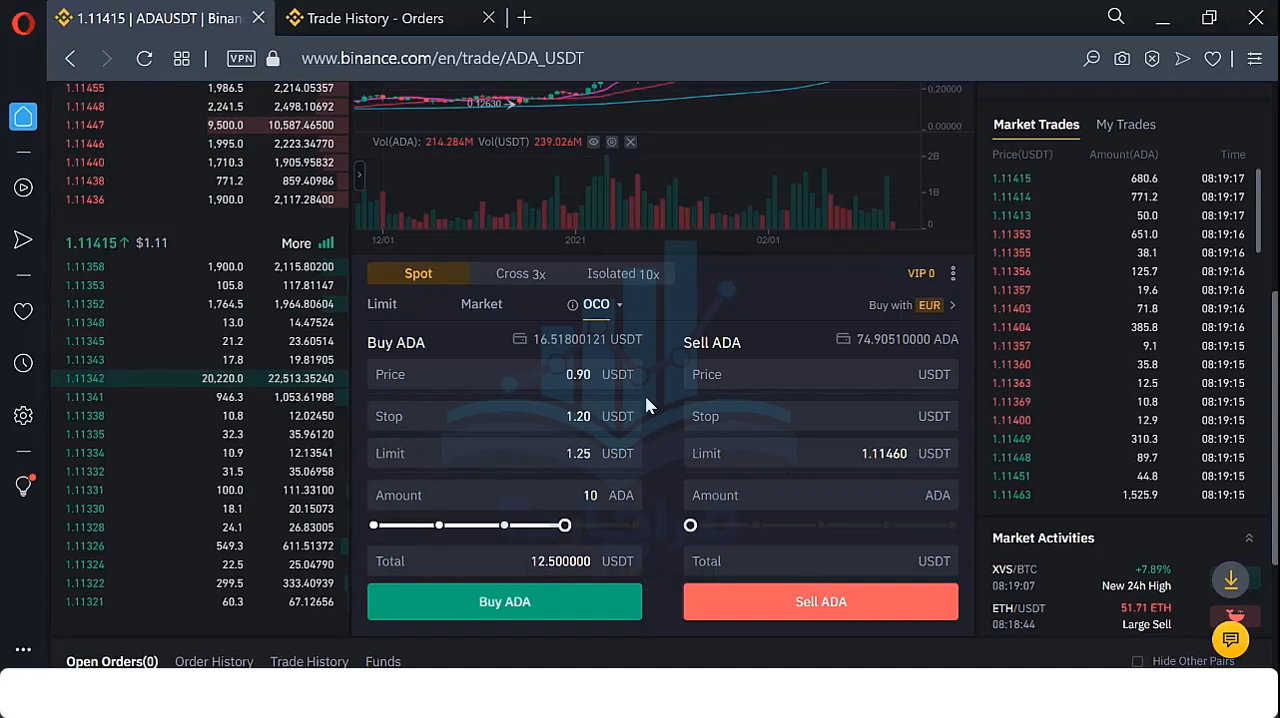 1.11415 | ADAUSDT | Binan
Trade History - Orders
VPN
www.binance.com/en/trade/ADA_USDT
1.11455 1,986.5 2,214.05357
1.11448 2,241.5 2,498.10692
1.11447 9,500.0 10,587.46500
1.11446 1,995.0 2,223.34770
1.11440 1,710.3 1,905.95832
1.11438 771.2 859.40986
1.11436 1,900.0 2,117.28400
1.11415↑ $1.11 More
1.11358 1,900.0 2,115.80200
1.11353 105.8 117.81147
1.11352 1,764.5 1,964.80604
1.11348 13.0 14.47524
1.11345 21.2 23.60514
1.11343 17.8 19.81905
1.11342 20,220.0 22,513.35240
1.11341 946.3 1,053.61988
1.11338 10.8 12.02450
1.11335 32.3 35.96120
1.11334 10.9 12.13541
1.11332 31.5 35.06958
1.11331 100.0 111.33100
1.11330 18.1 20.15073
1.11328 24.1 26.83005
1.11326 549.3 611.51372
1.11324 22.5 25.04790
1.11322 299.5 333.40939
1.11321 60.3 67.12656
0.20000
0.12630
0.00000
Vol(ADA): 214.284M Vol(USDT) 239.026M
2B
1B
0
12/01 2021 02/01
Spot Cross 3x Isolated 10x VIP 0
Limit Market OCO Buy with EUR
Buy ADA 16.51800121 USDT
Price 0.90 USDT
Stop 1.20 USDT
Limit 1.25 USDT
Amount 10 ADA
Total 12.500000 USDT
Buy ADA
Sell ADA 74.90510000 ADA
Price USDT
Stop USDT
Limit 1.11460 USDT
Amount ADA
Total USDT
Sell ADA
Market Trades My Trades
Price(USDT) Amount(ADA) Time
1.11415 680.6 08:19:17
1.11414 771.2 08:19:17
1.11413 50.0 08:19:17
1.11353 651.0 08:19:16
1.11355 38.1 08:19:16
1.11356 125.7 08:19:16
1.11357 19.6 08:19:16
1.11403 71.8 08:19:16
1.11404 385.8 08:19:16
1.11357 9.1 08:19:15
1.11360 35.8 08:19:15
1.11363 12.5 08:19:15
1.11369 10.8 08:19:15
1.11400 12.9 08:19:15
1.11449 310.3 08:19:15
1.11448 89.7 08:19:15
1.11451 44.8 08:19:15
1.11463 1,525.9 08:19:15
Market Activities
XVS/BTC +7.89%
08:19:07 New 24h High
ETH/USDT 51.71 ETH
08:18:44 Large Sell
Open Orders(0) Order History Trade History Funds Hide Other Pairs